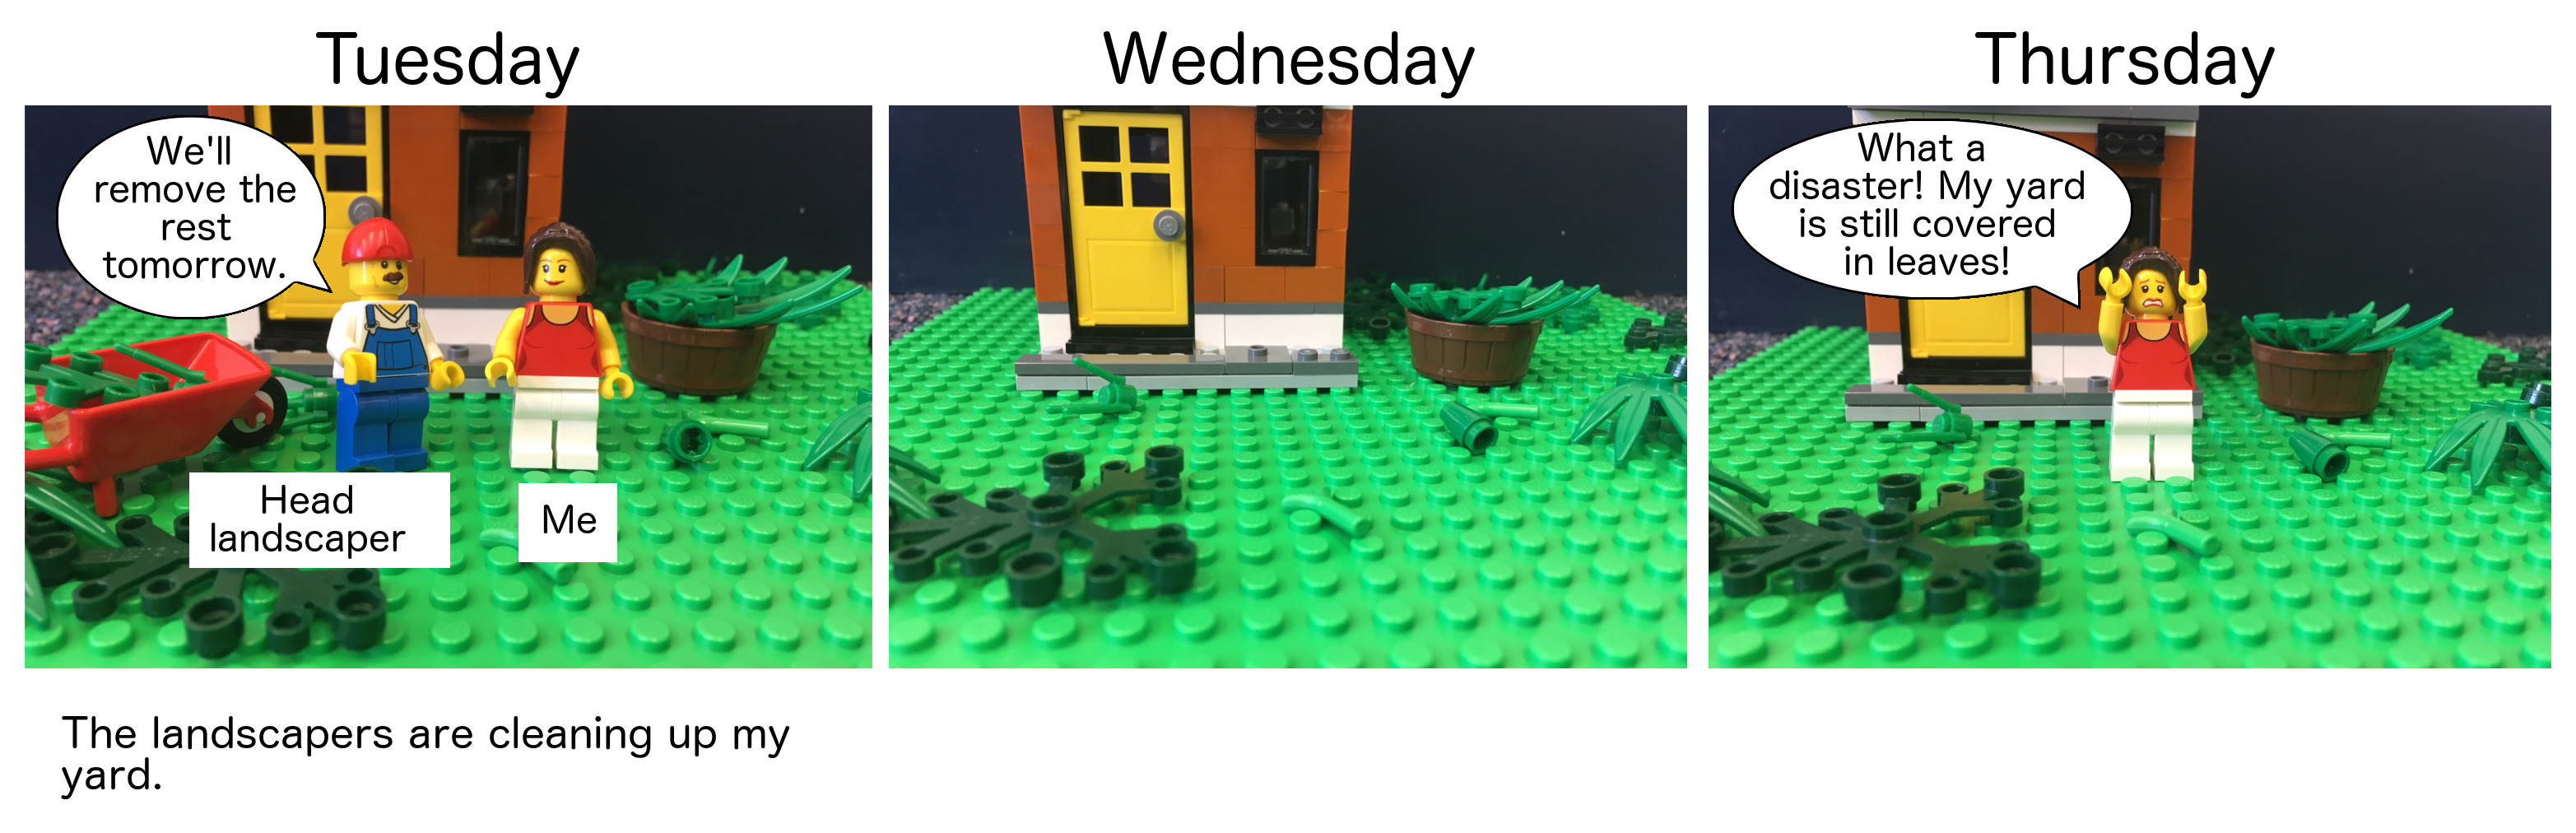 Tuesday
Wednesday
Thursday
We'll
remove the
rest
tomorrow.
What a
disaster! My yard
is still covered
in leaves!
Head
landscaper
Me
The landscapers are cleaning up my
yard.